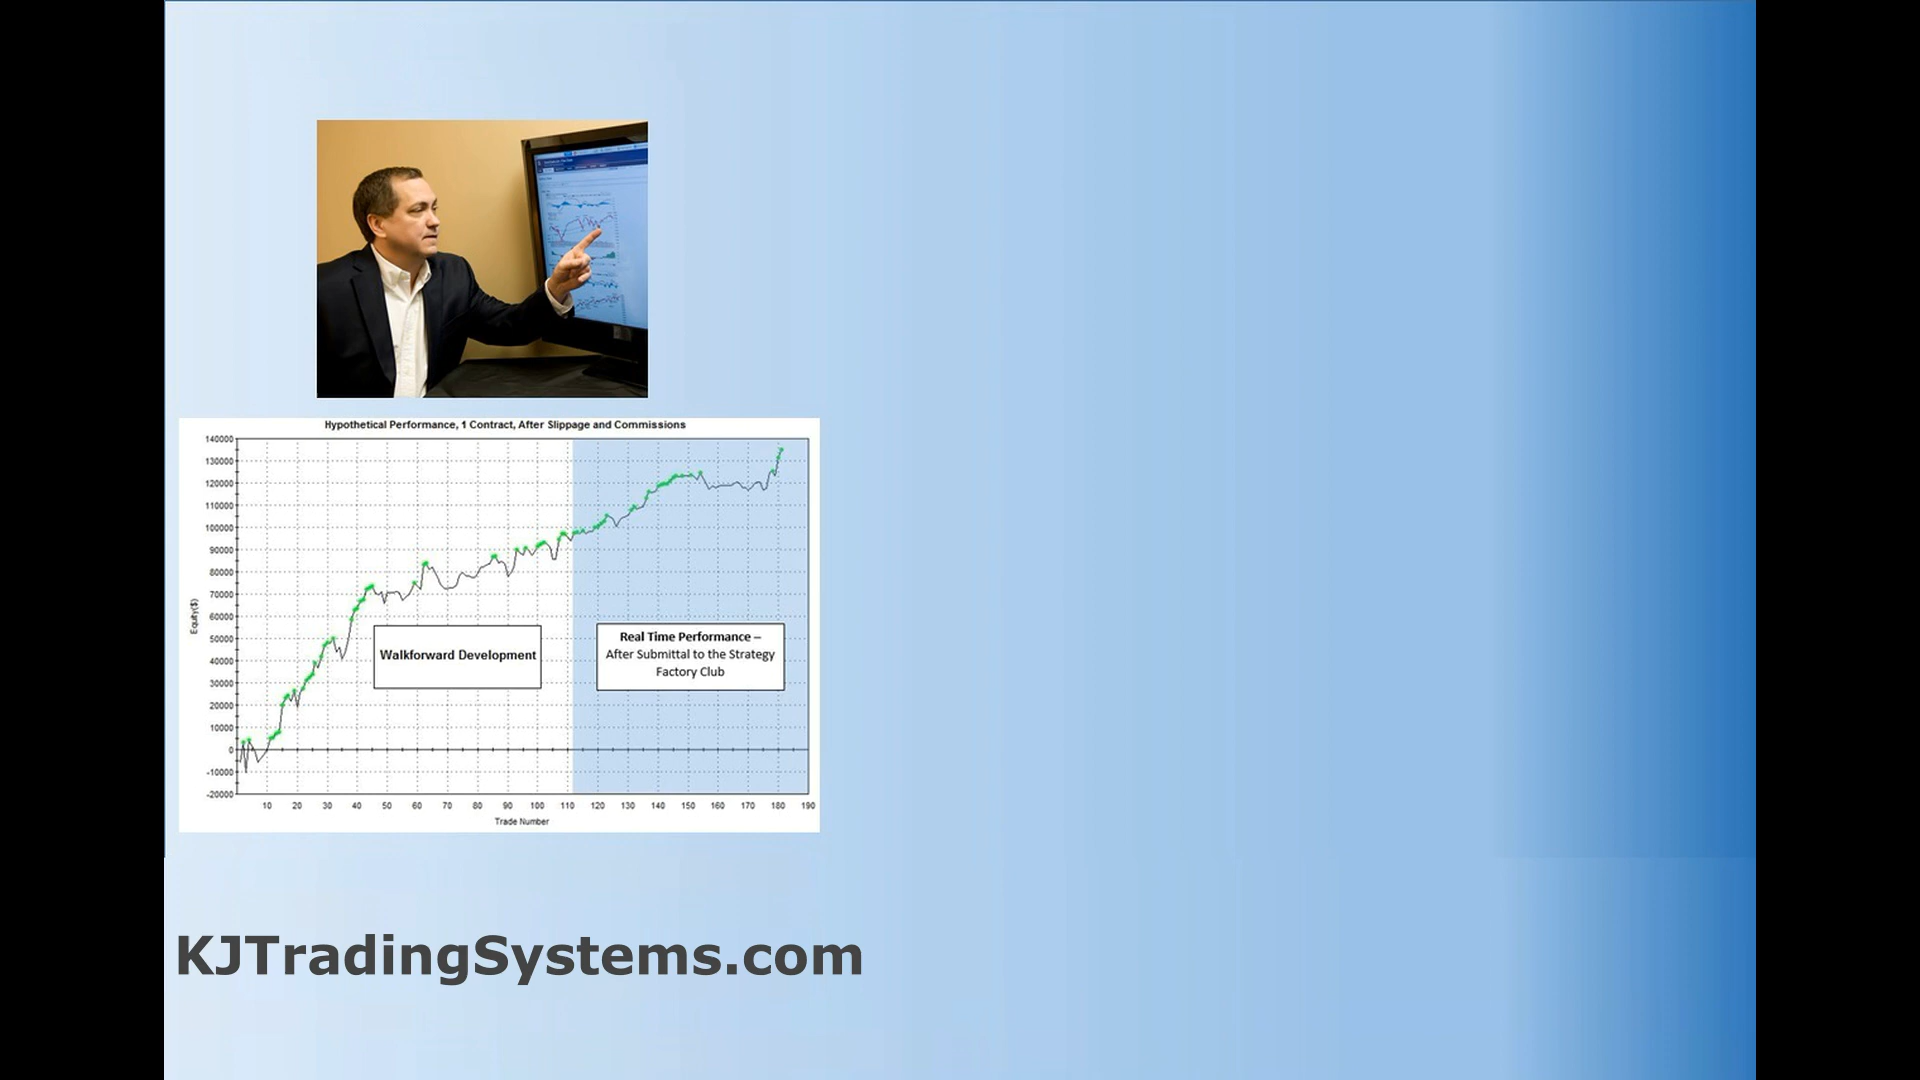 Hypothetical Performance, 1 Contract, After Slippage and Commissions
140000
130000
120000
110000
100000
90000
80000
70000
60000
50000
40000
30000
20000
10000
0
-10000
-20000
Equity($)
Walkforward Development
Real Time Performance –
After Submittal to the Strategy
Factory Club
10 20 30 40 50 60 70 80 90 100 110 120 130 140 150 160 170 180 190
Trade Number
KJTradingSystems.com